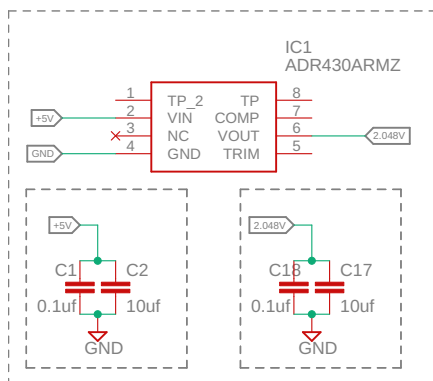 IC1
ADR430ARMZ
1 TP_2 TP 8
+5V 2 VIN COMP 7
3 NC VOUT 6 2.048V
GND 4 GND TRIM 5
+5V 2.048V
C1 C2 C18 C17
0.1uf 10uf 0.1uf 10uf
GND GND